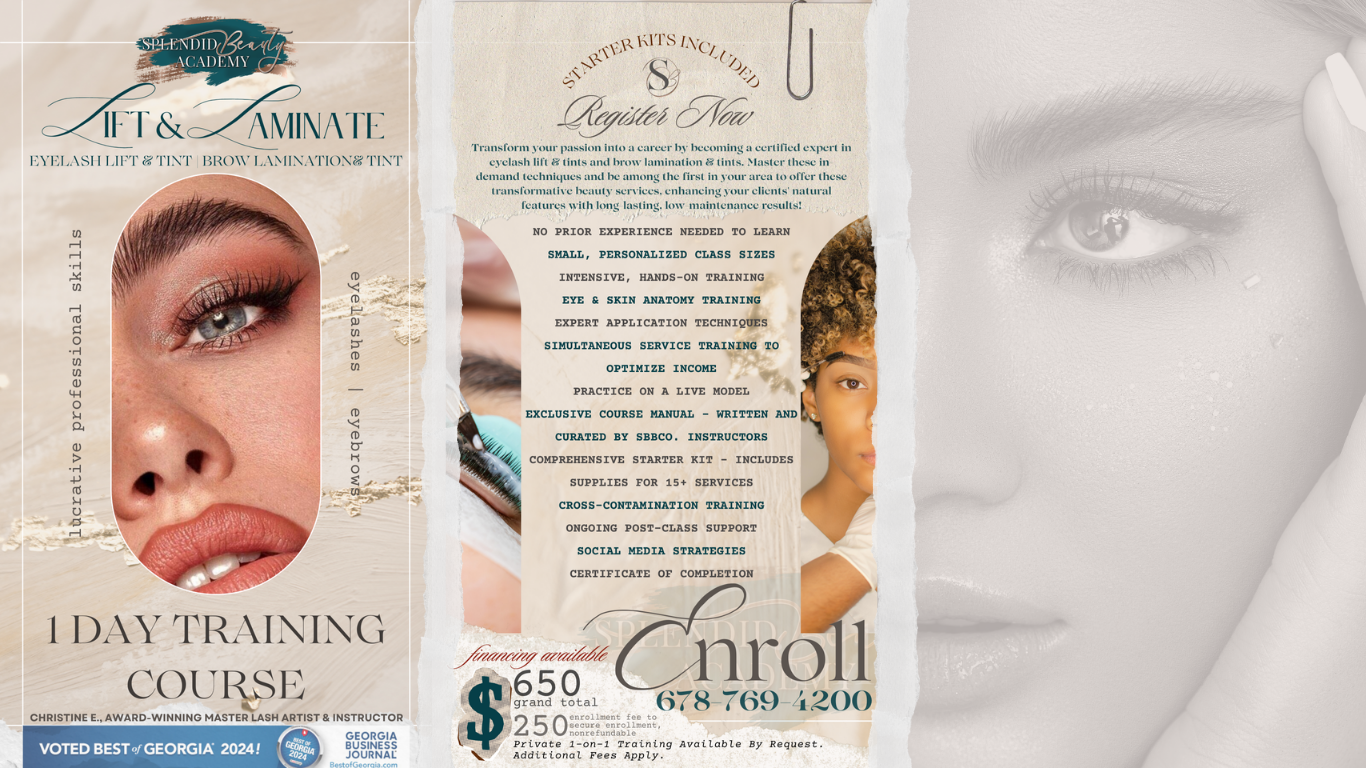 SPLENDID Beauty
ACADEMY
LIFT & LAMINATE
EYELASH LIFT & TINT | BROW LAMINATION& TINT
lucrative professional skills
eyelashes | eyebrows
1 DAY TRAINING
COURSE
CHRISTINE E., AWARD-WINNING MASTER LASH ARTIST & INSTRUCTOR
VOTED BEST of GEORGIA® 2024!
BEST OF
GEORGIA
2024
GEORGIA
BUSINESS
JOURNAL
BestofGeorgia.com
STARTER KITS INCLUDED
Register Now
Transform your passion into a career by becoming a certified expert in
eyelash lift & tints and brow lamination & tints. Master these in
demand techniques and be among the first in your area to offer these
transformative beauty services, enhancing your clients' natural
features with long-lasting, low-maintenance results!
NO PRIOR EXPERIENCE NEEDED TO LEARN
SMALL, PERSONALIZED CLASS SIZES
INTENSIVE, HANDS-ON TRAINING
EYE & SKIN ANATOMY TRAINING
EXPERT APPLICATION TECHNIQUES
SIMULTANEOUS SERVICE TRAINING TO
OPTIMIZE INCOME
PRACTICE ON A LIVE MODEL
EXCLUSIVE COURSE MANUAL - WRITTEN AND
CURATED BY SBBCO. INSTRUCTORS
COMPREHENSIVE STARTER KIT - INCLUDES
SUPPLIES FOR 15+ SERVICES
CROSS-CONTAMINATION TRAINING
ONGOING POST-CLASS SUPPORT
SOCIAL MEDIA STRATEGIES
CERTIFICATE OF COMPLETION
SPLENDID
Enroll
678-769-4200
financing available
$650
grand total
250 enrollment fee to
secure enrollment,
nonrefundable
Private 1-on-1 Training Available By Request.
Additional Fees Apply.